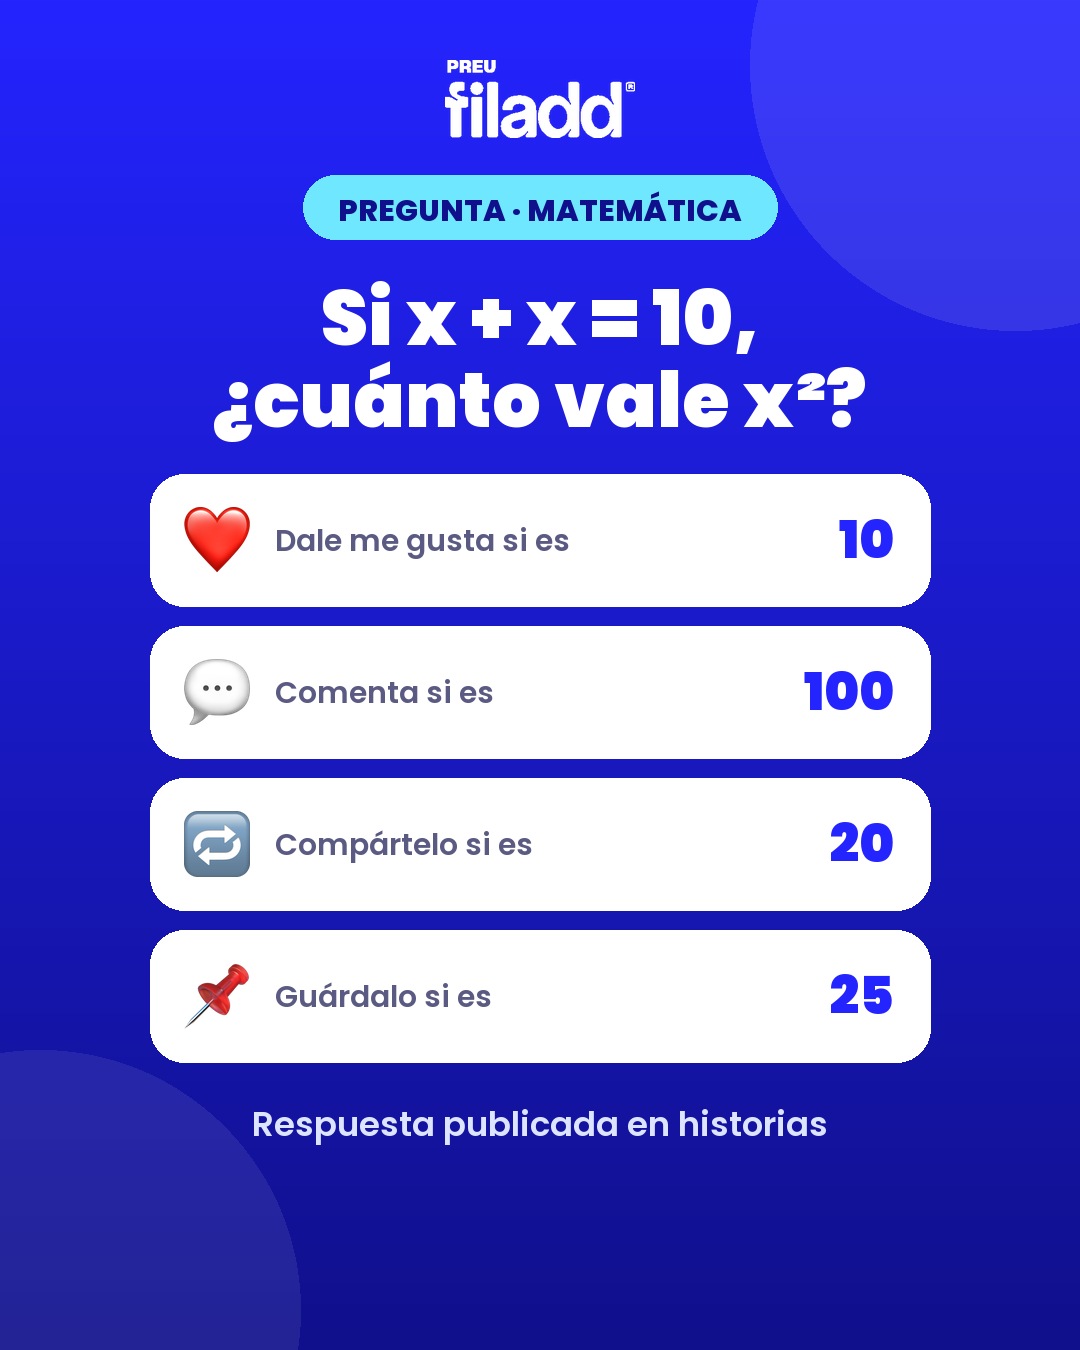 PREU
filadd®
PREGUNTA · MATEMÁTICA
Si x + x = 10,
¿cuánto vale x²?
Dale me gusta si es 10
Comenta si es 100
Compártelo si es 20
Guárdalo si es 25
Respuesta publicada en historias